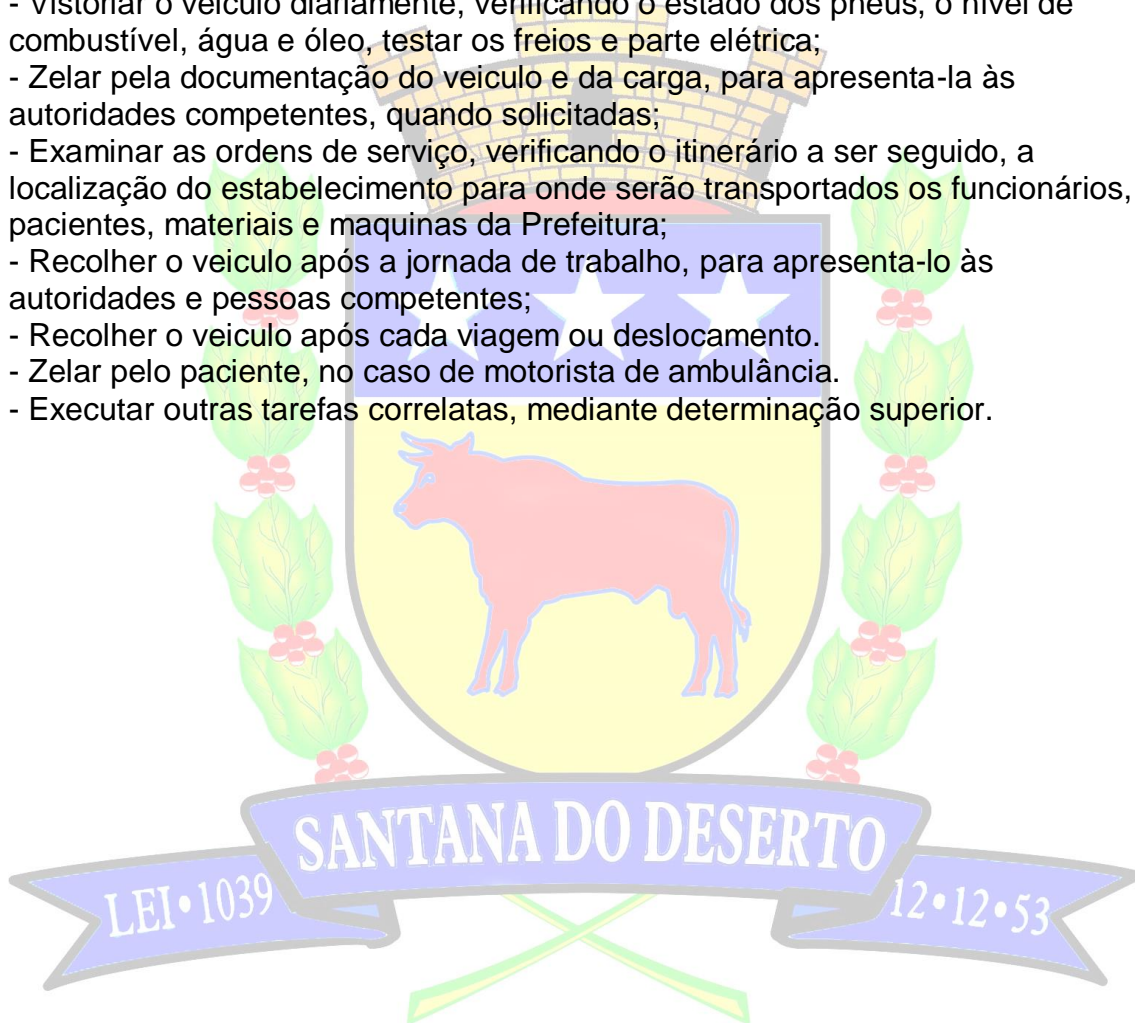 - Vistoriar o veiculo diariamente, verificando o estado dos pneus, o nível de
combustível, água e óleo, testar os freios e parte elétrica;
- Zelar pela documentação do veiculo e da carga, para apresenta-la às
autoridades competentes, quando solicitadas;
- Examinar as ordens de serviço, verificando o itinerário a ser seguido, a
localização do estabelecimento para onde serão transportados os funcionários,
pacientes, materiais e maquinas da Prefeitura;
- Recolher o veiculo após a jornada de trabalho, para apresenta-lo às
autoridades e pessoas competentes;
- Recolher o veiculo após cada viagem ou deslocamento.
- Zelar pelo paciente, no caso de motorista de ambulância.
- Executar outras tarefas correlatas, mediante determinação superior.
SANTANA DO DESERTO
LEI•1039
12•12•53